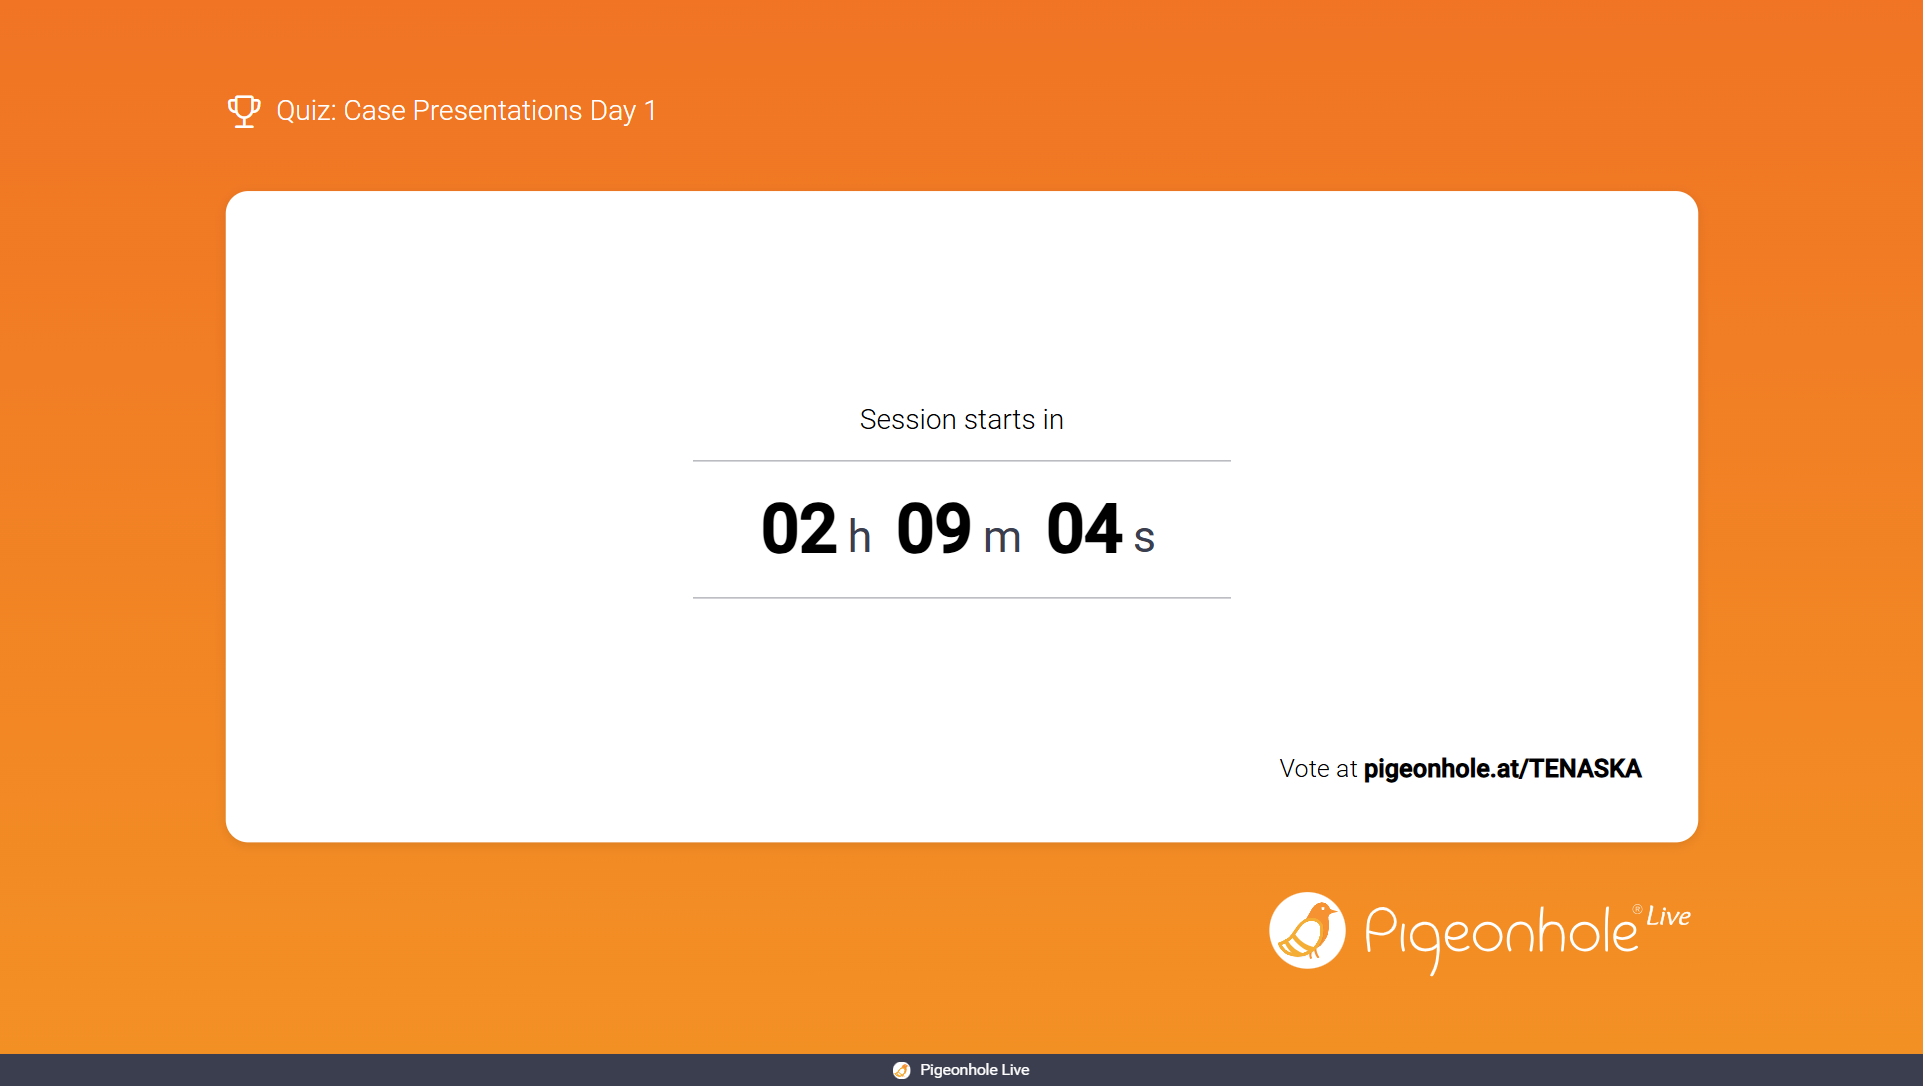 Quiz: Case Presentations Day 1
Session starts in
02 h 09 m 04 s
Vote at pigeonhole.at/TENASKA
Pigeonhole® Live
Pigeonhole Live